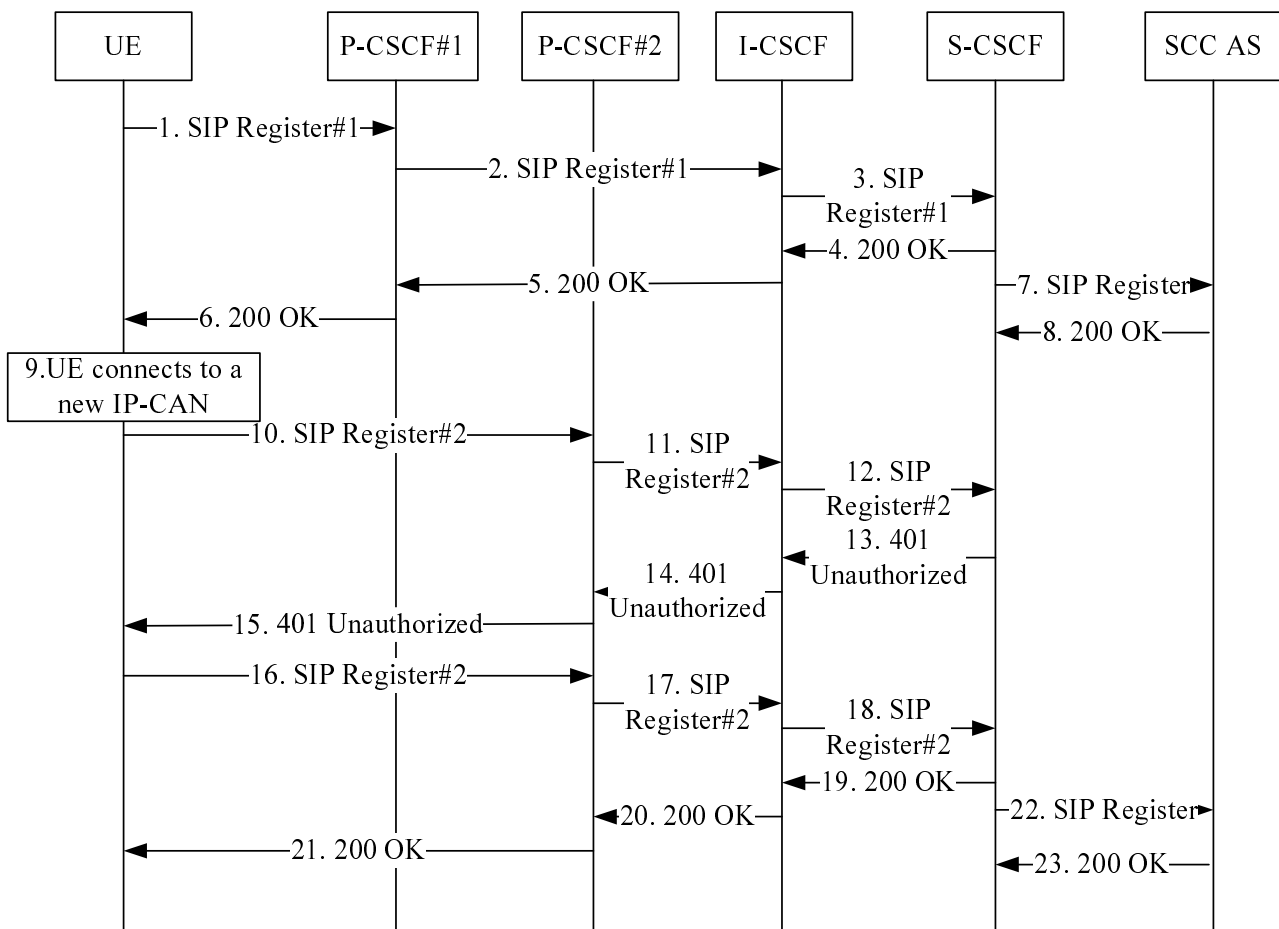 UE
P-CSCF#1
P-CSCF#2
I-CSCF
S-CSCF
SCC AS
1. SIP Register#1
2. SIP Register#1
3. SIP
Register#1
4. 200 OK
5. 200 OK
7. SIP Register
6. 200 OK
8. 200 OK
9.UE connects to a
new IP-CAN
10. SIP Register#2
11. SIP
Register#2
12. SIP
Register#2
13. 401
Unauthorized
14. 401
Unauthorized
15. 401 Unauthorized
16. SIP Register#2
17. SIP
Register#2
18. SIP
Register#2
19. 200 OK
20. 200 OK
22. SIP Register
21. 200 OK
23. 200 OK